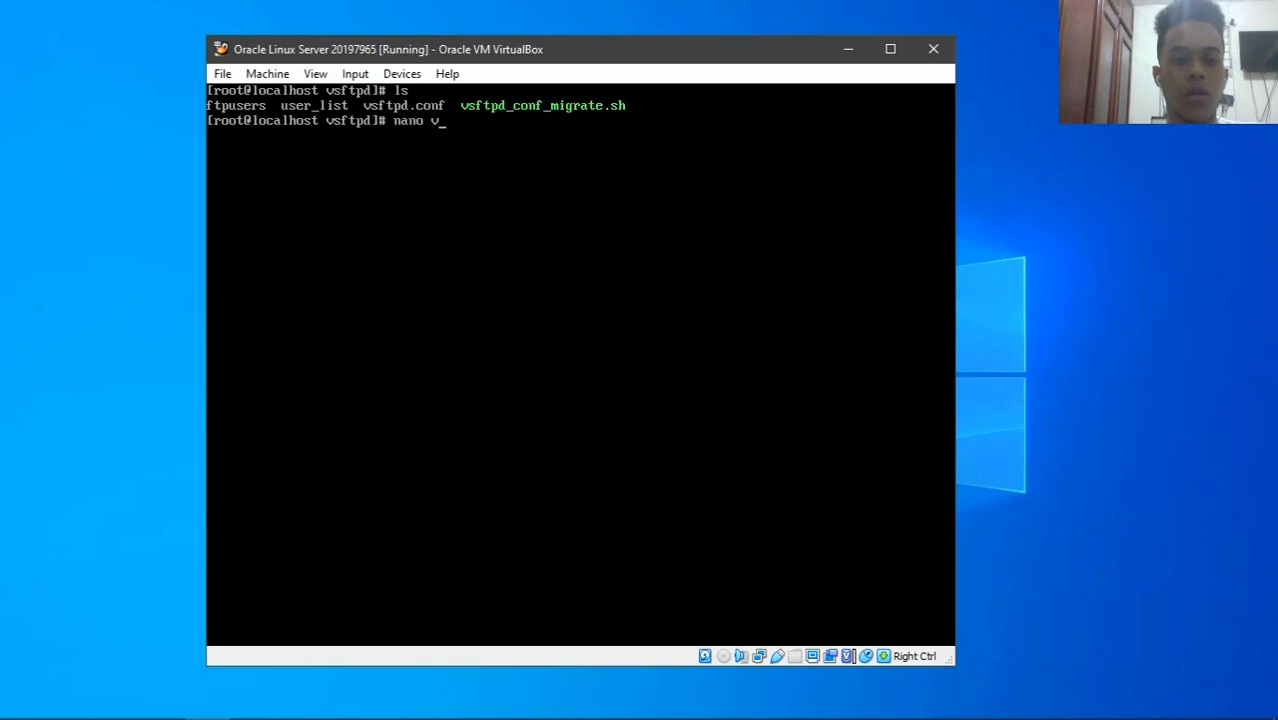 Oracle Linux Server 20197965 [Running] - Oracle VM VirtualBox
File Machine View Input Devices Help
[root@localhost vsftpd]# ls
ftpusers user_list vsftpd.conf vsftpd_conf_migrate.sh
[root@localhost vsftpd]# nano v_
Right Ctrl